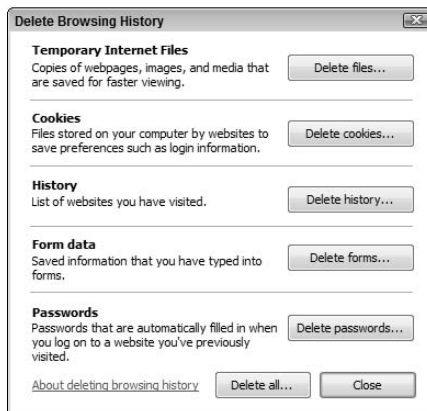 Delete Browsing History
Temporary Internet Files
Copies of webpages, images, and media that
are saved for faster viewing.
Delete files...
Cookies
Files stored on your computer by websites to
save preferences such as login information.
Delete cookies...
History
List of websites you have visited.
Delete history...
Form data
Saved information that you have typed into
forms.
Delete forms...
Passwords
Passwords that are automatically filled in when
you log on to a website you've previously
visited.
Delete passwords...
About deleting browsing history
Delete all...
Close